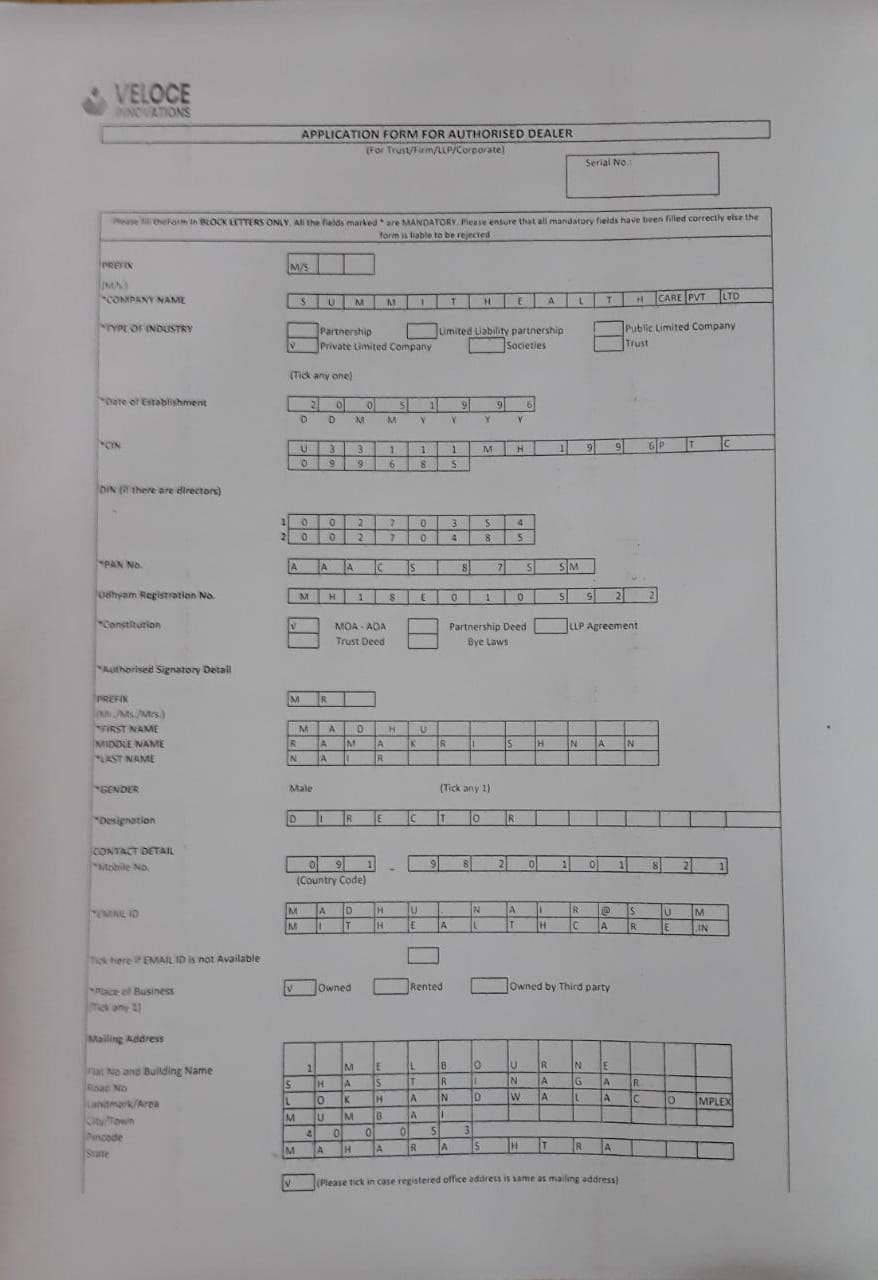 VELOCE
INNOVATIONS
APPLICATION FORM FOR AUTHORISED DEALER
(For Trust/Firm/LLP/Corporate)
Serial No.:
Please fill theform in BLOCK LETTERS ONLY. All the fields marked * are MANDATORY. Please ensure that all mandatory fields have been filled correctly else the
form is liable to be rejected
PREFIX M/S
(M/s.)
*COMPANY NAME S U M M I T H E A L T H CARE PVT LTD
*TYPE OF INDUSTRY Partnership Limited Liability partnership Public Limited Company
V Private Limited Company Societies Trust
(Tick any one)
*Date of Establishment 2 0 0 5 1 9 9 6
D D M M Y Y Y Y
*CIN U 3 3 1 1 1 M H 1 9 9 6 P T C
0 9 9 6 8 5
DIN (if there are directors)
1 0 0 2 7 0 3 5 4
2 0 0 2 7 0 4 8 5
*PAN No. A A A C S 8 7 5 5 M
Udhyam Registration No. M H 1 8 E 0 1 0 5 9 2 2
*Constitution V MOA - AOA Partnership Deed LLP Agreement
Trust Deed Bye Laws
*Authorised Signatory Detail
PREFIX M R
(Mr./Ms./Mrs.)
*FIRST NAME M A D H U
MIDDLE NAME R A M A K R I S H N A N
*LAST NAME N A I R
*GENDER Male (Tick any 1)
*Designation D I R E C T O R
CONTACT DETAIL
*Mobile No. 0 9 1 - 9 8 2 0 1 0 1 8 2 1
(Country Code)
*EMAIL ID M A D H U . N A I R @ S U M
M I T H E A L T H C A R E .IN
Tick here if EMAIL ID is not Available
*Place of Business V Owned Rented Owned by Third party
(Tick any 1)
Mailing Address
Flat No and Building Name 1 M E L B O U R N E
Road No S H A S T R I N A G A R
Landmark/Area L O K H A N D W A L A C O MPLEX
City/Town M U M B A I
Pincode 4 0 0 0 5 3
State M A H A R A S H T R A
V (Please tick in case registered office address is same as mailing address)